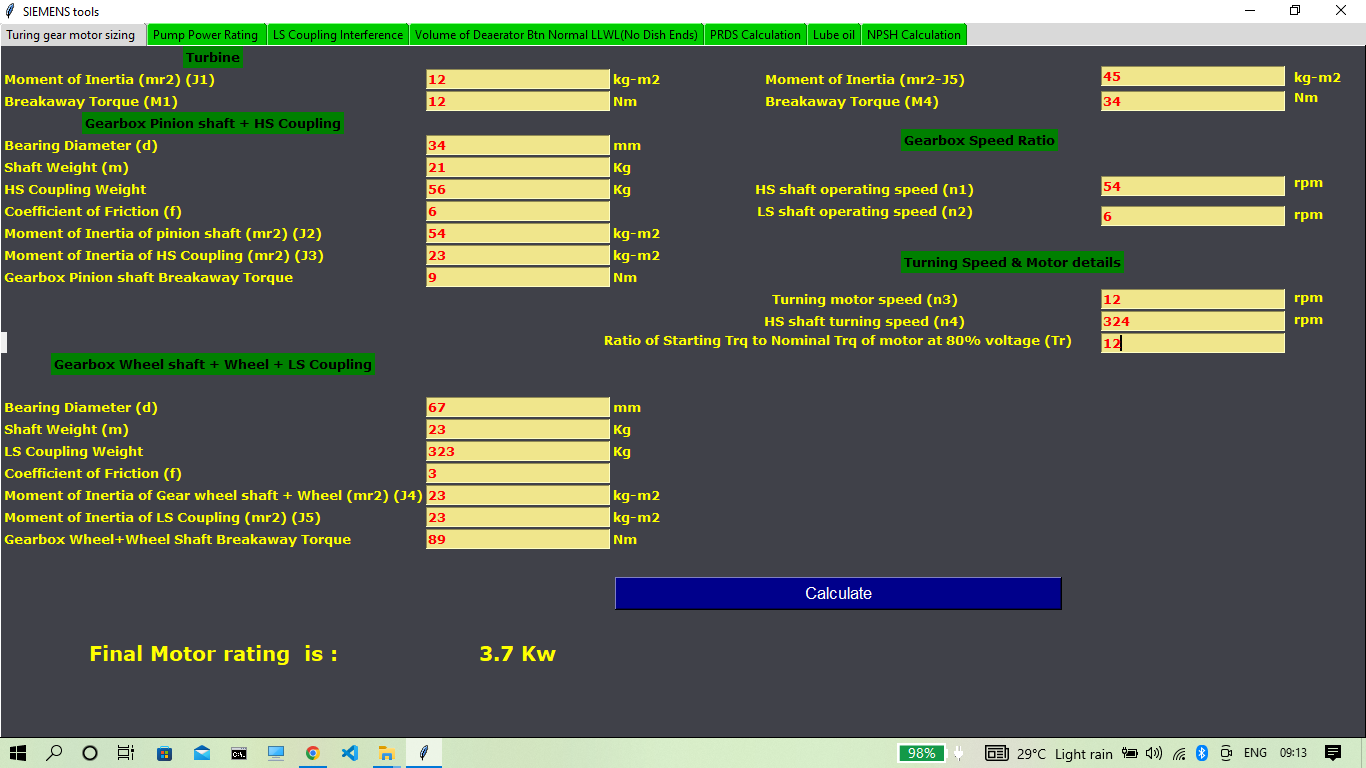 SIEMENS tools
Turing gear motor sizing Pump Power Rating LS Coupling Interference Volume of Deaerator Btn Normal LLWL(No Dish Ends) PRDS Calculation Lube oil NPSH Calculation
Turbine
Moment of Inertia (mr2) (J1) 12 kg-m2 Moment of Inertia (mr2-J5) 45 kg-m2
Breakaway Torque (M1) 12 Nm Breakaway Torque (M4) 34 Nm
Gearbox Pinion shaft + HS Coupling
Bearing Diameter (d) 34 mm Gearbox Speed Ratio
Shaft Weight (m) 21 Kg
HS Coupling Weight 56 Kg HS shaft operating speed (n1) 54 rpm
Coefficient of Friction (f) 6 LS shaft operating speed (n2) 6 rpm
Moment of Inertia of pinion shaft (mr2) (J2) 54 kg-m2
Moment of Inertia of HS Coupling (mr2) (J3) 23 kg-m2 Turning Speed & Motor details
Gearbox Pinion shaft Breakaway Torque 9 Nm
Turning motor speed (n3) 12 rpm
HS shaft turning speed (n4) 324 rpm
Ratio of Starting Trq to Nominal Trq of motor at 80% voltage (Tr) 12
Gearbox Wheel shaft + Wheel + LS Coupling
Bearing Diameter (d) 67 mm
Shaft Weight (m) 23 Kg
LS Coupling Weight 323 Kg
Coefficient of Friction (f) 3
Moment of Inertia of Gear wheel shaft + Wheel (mr2) (J4) 23 kg-m2
Moment of Inertia of LS Coupling (mr2) (J5) 23 kg-m2
Gearbox Wheel+Wheel Shaft Breakaway Torque 89 Nm
Calculate
Final Motor rating is : 3.7 Kw
98% 29°C Light rain ENG 09:13